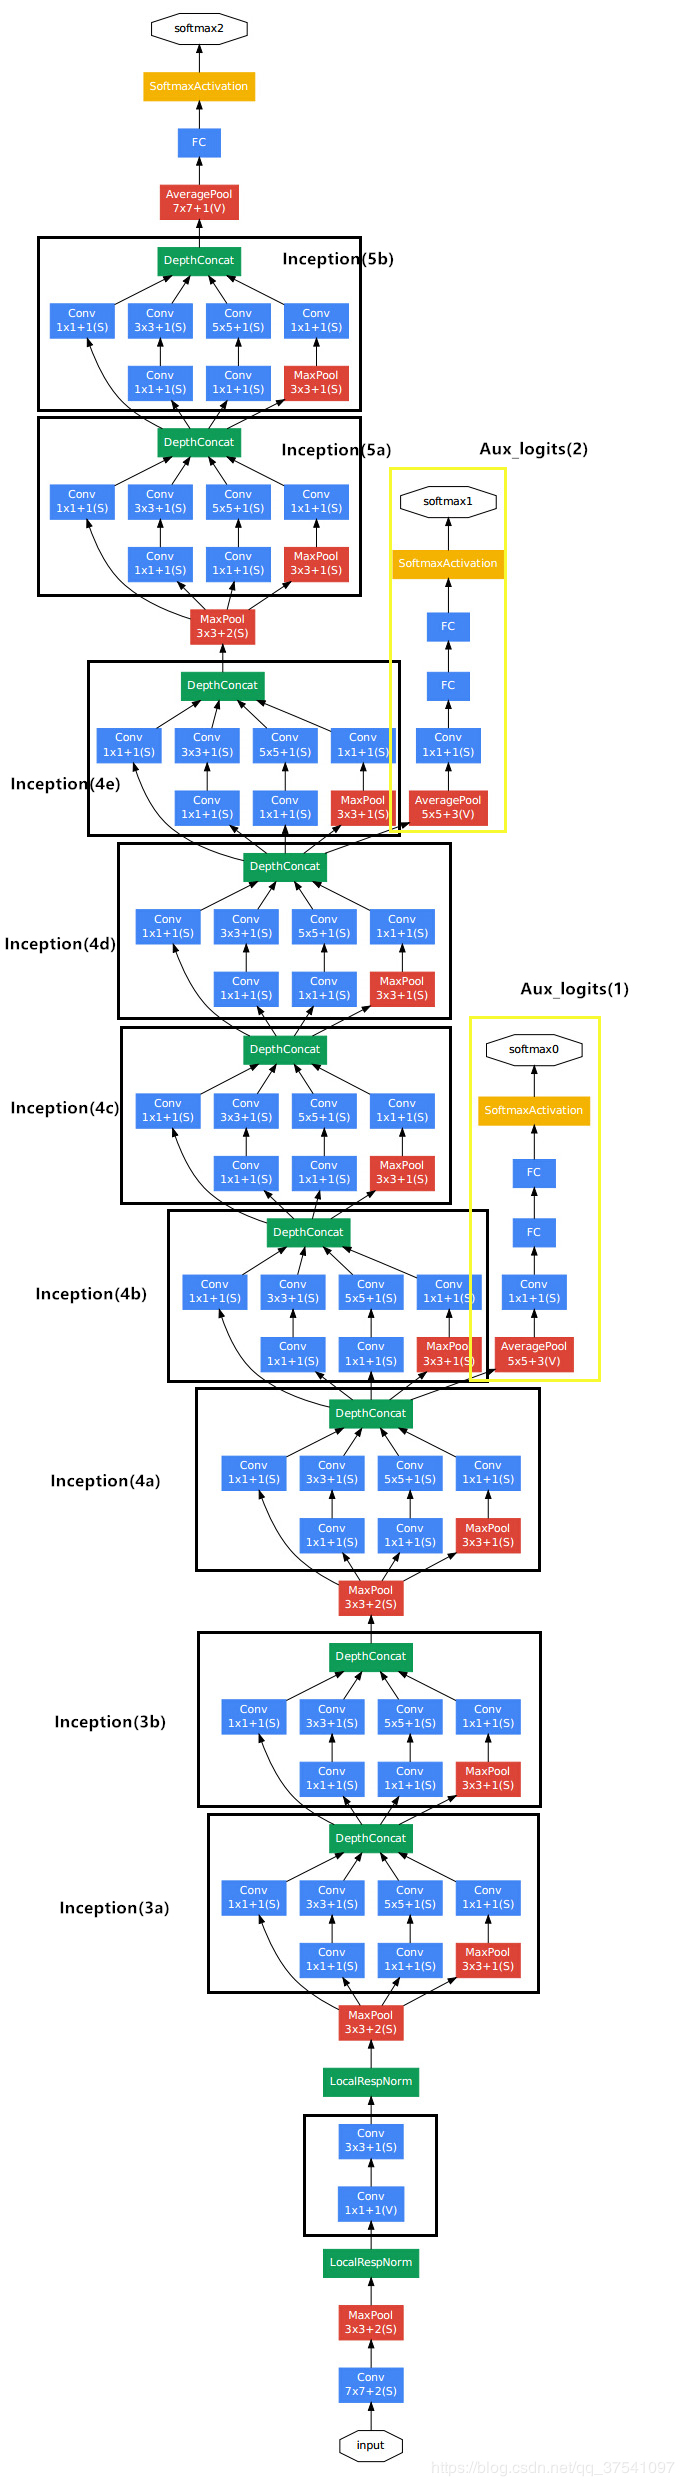 softmax2
SoftmaxActivation
FC
AveragePool
7x7+1(V)
Inception(5b)
DepthConcat
Conv
1x1+1(S)
Conv
3x3+1(S)
Conv
5x5+1(S)
Conv
1x1+1(S)
Conv
1x1+1(S)
Conv
1x1+1(S)
MaxPool
3x3+1(S)
Inception(5a)
DepthConcat
Conv
1x1+1(S)
Conv
3x3+1(S)
Conv
5x5+1(S)
Conv
1x1+1(S)
Conv
1x1+1(S)
Conv
1x1+1(S)
MaxPool
3x3+1(S)
MaxPool
3x3+2(S)
Aux_logits(2)
softmax1
SoftmaxActivation
FC
FC
Conv
1x1+1(S)
AveragePool
5x5+3(V)
Inception(4e)
DepthConcat
Conv
1x1+1(S)
Conv
3x3+1(S)
Conv
5x5+1(S)
Conv
1x1+1(S)
Conv
1x1+1(S)
Conv
1x1+1(S)
MaxPool
3x3+1(S)
Inception(4d)
DepthConcat
Conv
1x1+1(S)
Conv
3x3+1(S)
Conv
5x5+1(S)
Conv
1x1+1(S)
Conv
1x1+1(S)
Conv
1x1+1(S)
MaxPool
3x3+1(S)
Inception(4c)
DepthConcat
Conv
1x1+1(S)
Conv
3x3+1(S)
Conv
5x5+1(S)
Conv
1x1+1(S)
Conv
1x1+1(S)
Conv
1x1+1(S)
MaxPool
3x3+1(S)
Aux_logits(1)
softmax0
SoftmaxActivation
FC
FC
Conv
1x1+1(S)
AveragePool
5x5+3(V)
Inception(4b)
DepthConcat
Conv
1x1+1(S)
Conv
3x3+1(S)
Conv
5x5+1(S)
Conv
1x1+1(S)
Conv
1x1+1(S)
Conv
1x1+1(S)
MaxPool
3x3+1(S)
Inception(4a)
DepthConcat
Conv
1x1+1(S)
Conv
3x3+1(S)
Conv
5x5+1(S)
Conv
1x1+1(S)
Conv
1x1+1(S)
Conv
1x1+1(S)
MaxPool
3x3+1(S)
MaxPool
3x3+2(S)
Inception(3b)
DepthConcat
Conv
1x1+1(S)
Conv
3x3+1(S)
Conv
5x5+1(S)
Conv
1x1+1(S)
Conv
1x1+1(S)
Conv
1x1+1(S)
MaxPool
3x3+1(S)
Inception(3a)
DepthConcat
Conv
1x1+1(S)
Conv
3x3+1(S)
Conv
5x5+1(S)
Conv
1x1+1(S)
Conv
1x1+1(S)
Conv
1x1+1(S)
MaxPool
3x3+1(S)
MaxPool
3x3+2(S)
LocalRespNorm
Conv
3x3+1(S)
Conv
1x1+1(V)
LocalRespNorm
MaxPool
3x3+2(S)
Conv
7x7+2(S)
input
https://blog.csdn.net/qq_37541097